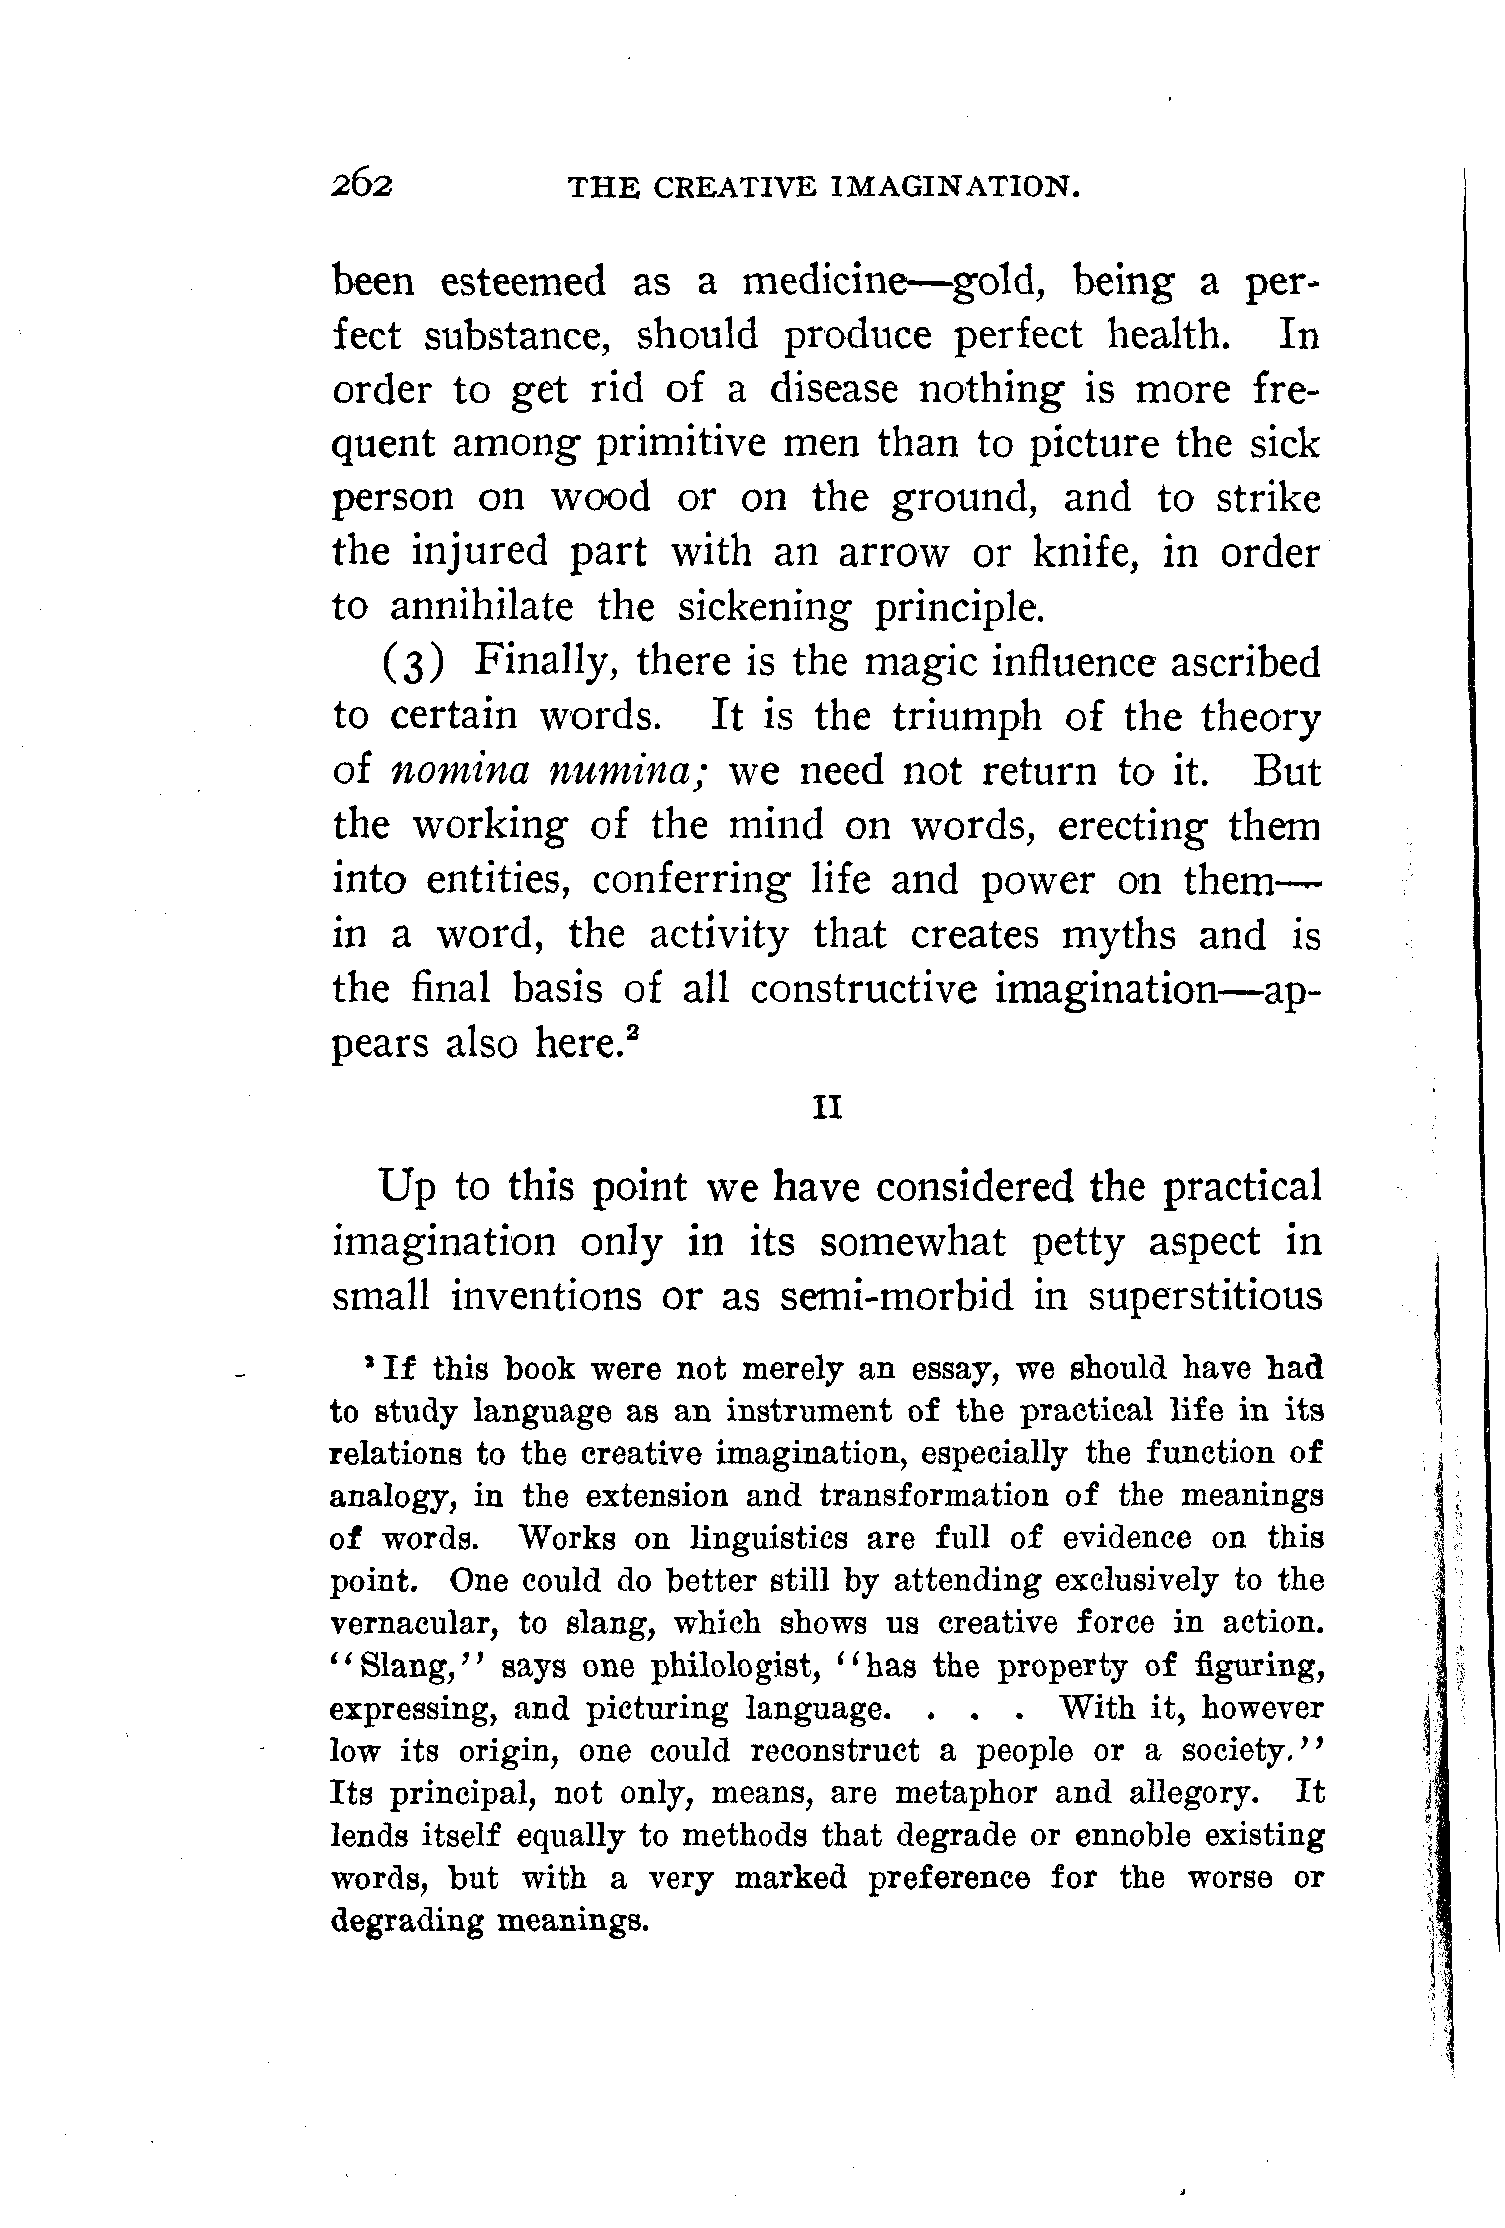 262 THE CREATIVE IMAGINATION.
been esteemed as a medicine—gold, being a per-
fect substance, should produce perfect health. In
order to get rid of a disease nothing is more fre-
quent among primitive men than to picture the sick
person on wood or on the ground, and to strike
the injured part with an arrow or knife, in order
to annihilate the sickening principle.
(3) Finally, there is the magic influence ascribed
to certain words. It is the triumph of the theory
of nomina numina; we need not return to it. But
the working of the mind on words, erecting them
into entities, conferring life and power on them—
in a word, the activity that creates myths and is
the final basis of all constructive imagination—ap-
pears also here.²
II
Up to this point we have considered the practical
imagination only in its somewhat petty aspect in
small inventions or as semi-morbid in superstitious
² If this book were not merely an essay, we should have had
to study language as an instrument of the practical life in its
relations to the creative imagination, especially the function of
analogy, in the extension and transformation of the meanings
of words. Works on linguistics are full of evidence on this
point. One could do better still by attending exclusively to the
vernacular, to slang, which shows us creative force in action.
"Slang," says one philologist, "has the property of figuring,
expressing, and picturing language. . . . With it, however
low its origin, one could reconstruct a people or a society."
Its principal, not only, means, are metaphor and allegory. It
lends itself equally to methods that degrade or ennoble existing
words, but with a very marked preference for the worse or
degrading meanings.